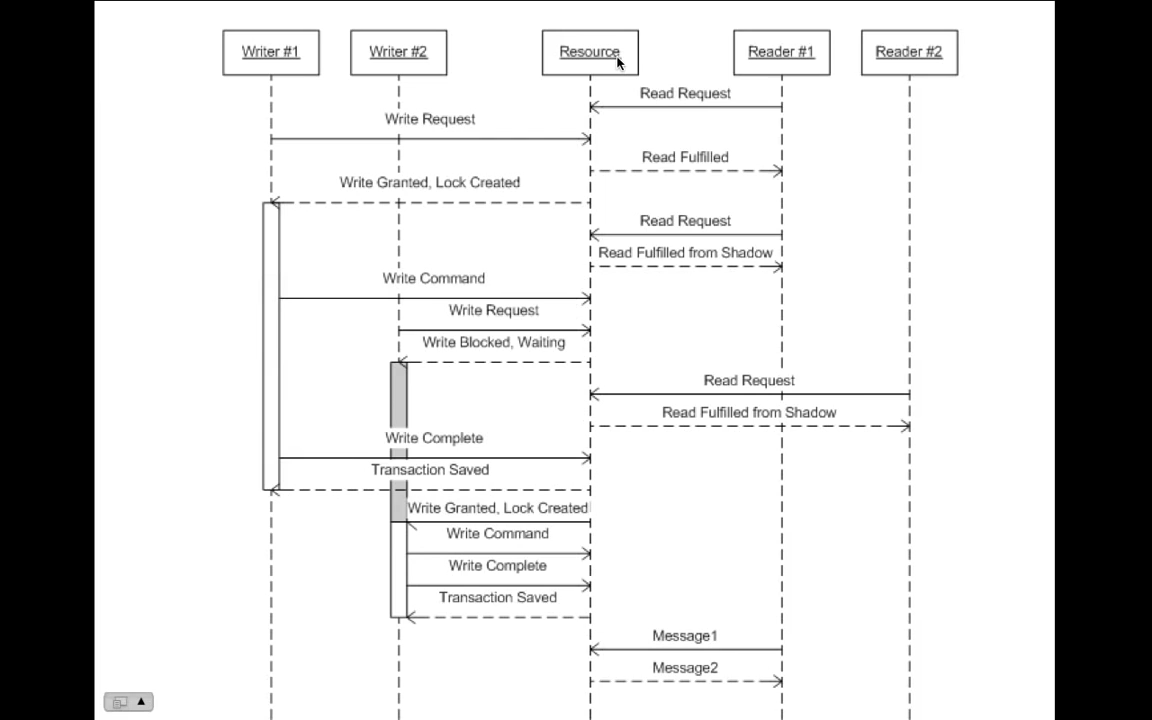 Writer #1
Writer #2
Resource
Reader #1
Reader #2
Read Request
Write Request
Read Fulfilled
Write Granted, Lock Created
Read Request
Read Fulfilled from Shadow
Write Command
Write Request
Write Blocked, Waiting
Read Request
Read Fulfilled from Shadow
Write Complete
Transaction Saved
Write Granted, Lock Created
Write Command
Write Complete
Transaction Saved
Message1
Message2